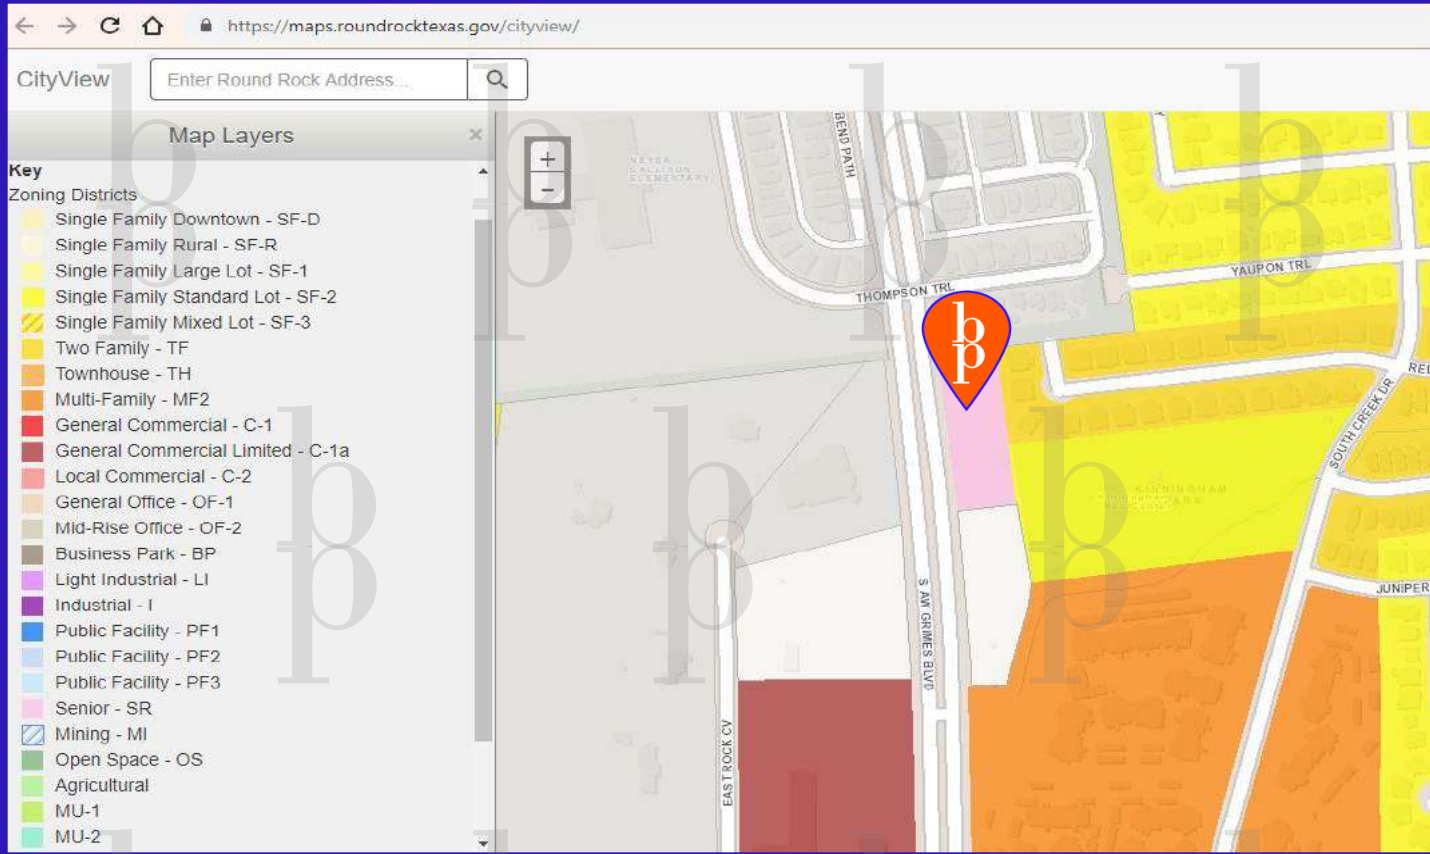 https://maps.roundrocktexas.gov/cityview/
CityView
Enter Round Rock Address...
Map Layers
×
Key
Zoning Districts
Single Family Downtown - SF-D
Single Family Rural - SF-R
Single Family Large Lot - SF-1
Single Family Standard Lot - SF-2
Single Family Mixed Lot - SF-3
Two Family - TF
Townhouse - TH
Multi-Family - MF2
General Commercial - C-1
General Commercial Limited - C-1a
Local Commercial - C-2
General Office - OF-1
Mid-Rise Office - OF-2
Business Park - BP
Light Industrial - LI
Industrial - I
Public Facility - PF1
Public Facility - PF2
Public Facility - PF3
Senior - SR
Mining - MI
Open Space - OS
Agricultural
MU-1
MU-2
+
−
ELEMENTARY
BEND PATH
THOMPSON TRL
YAUPON TRL
b
p
RED
SOUTH CREEK DR
KINNINGHAM
JUNIPER
S AW GRIMES BLVD
EAST ROCK CV